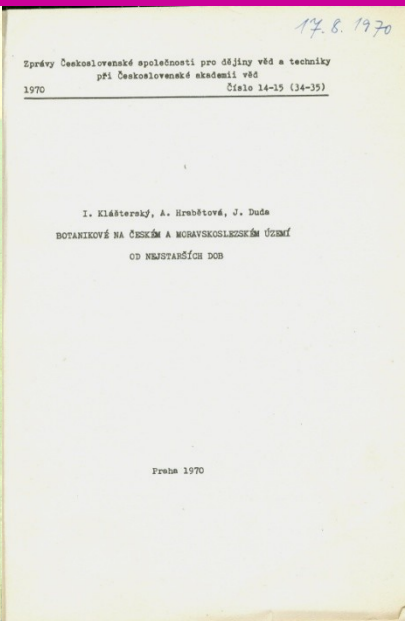 17. 8. 1970
Zprávy Československé společnosti pro dějiny věd a techniky
při Československé akademii věd
1970 Číslo 14-15 (34-35)
I. Klášterský, A. Hrabětová, J. Duda
BOTANIKOVÉ NA ČESKÉM A MORAVSKOSLEZSKÉM ÚZEMÍ
OD NEJSTARŠÍCH DOB
Praha 1970